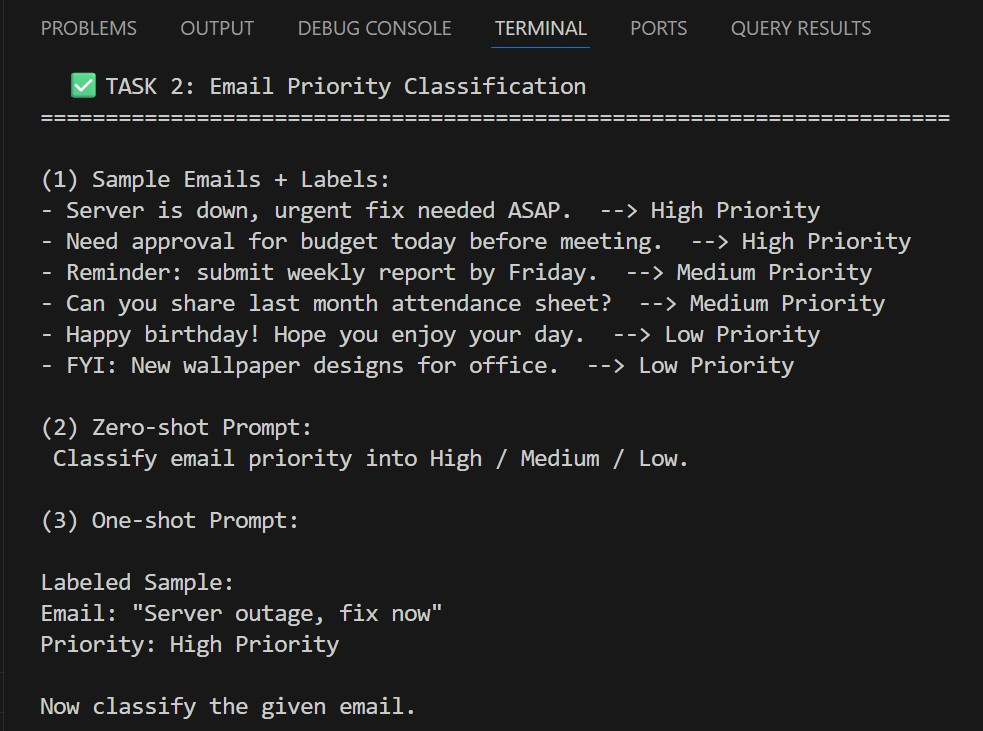 PROBLEMS OUTPUT DEBUG CONSOLE TERMINAL PORTS QUERY RESULTS
✅ TASK 2: Email Priority Classification
======================================================================
(1) Sample Emails + Labels:
- Server is down, urgent fix needed ASAP.  --> High Priority
- Need approval for budget today before meeting.  --> High Priority
- Reminder: submit weekly report by Friday.  --> Medium Priority
- Can you share last month attendance sheet?  --> Medium Priority
- Happy birthday! Hope you enjoy your day.  --> Low Priority
- FYI: New wallpaper designs for office.  --> Low Priority
(2) Zero-shot Prompt:
Classify email priority into High / Medium / Low.
(3) One-shot Prompt:
Labeled Sample:
Email: "Server outage, fix now"
Priority: High Priority
Now classify the given email.